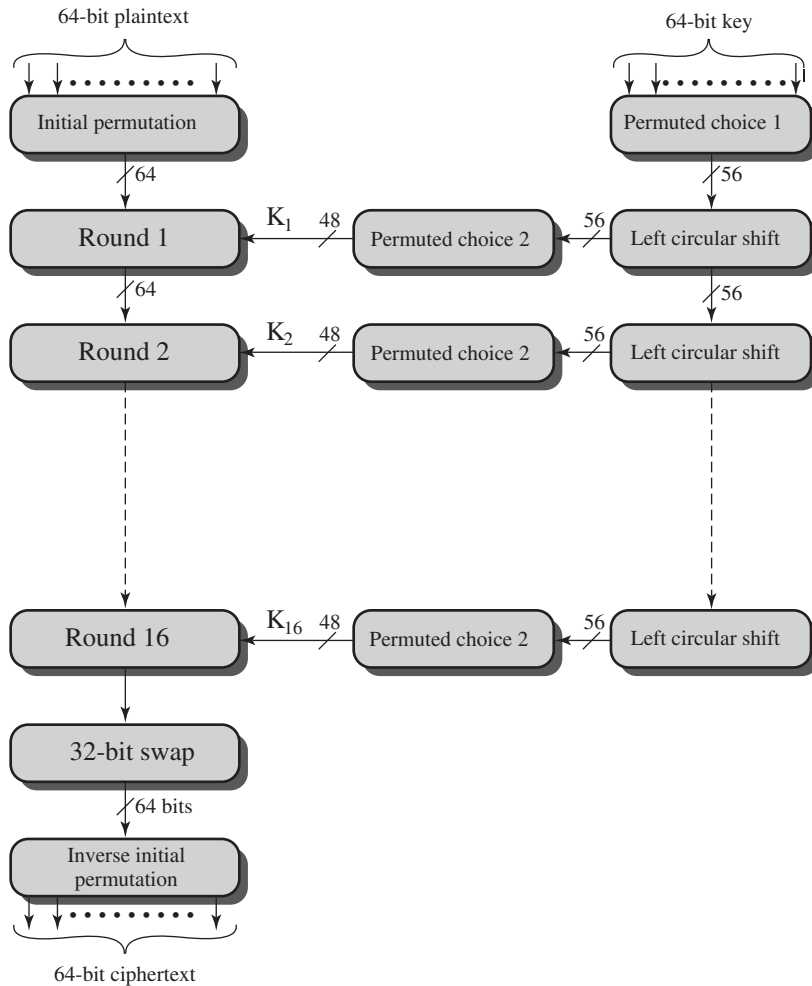 64-bit plaintext
64-bit key
Initial permutation
Permuted choice 1
64
56
Round 1
K1
48
Permuted choice 2
56
Left circular shift
64
56
Round 2
K2
48
Permuted choice 2
56
Left circular shift
Round 16
K16
48
Permuted choice 2
56
Left circular shift
32-bit swap
64 bits
Inverse initial
permutation
64-bit ciphertext